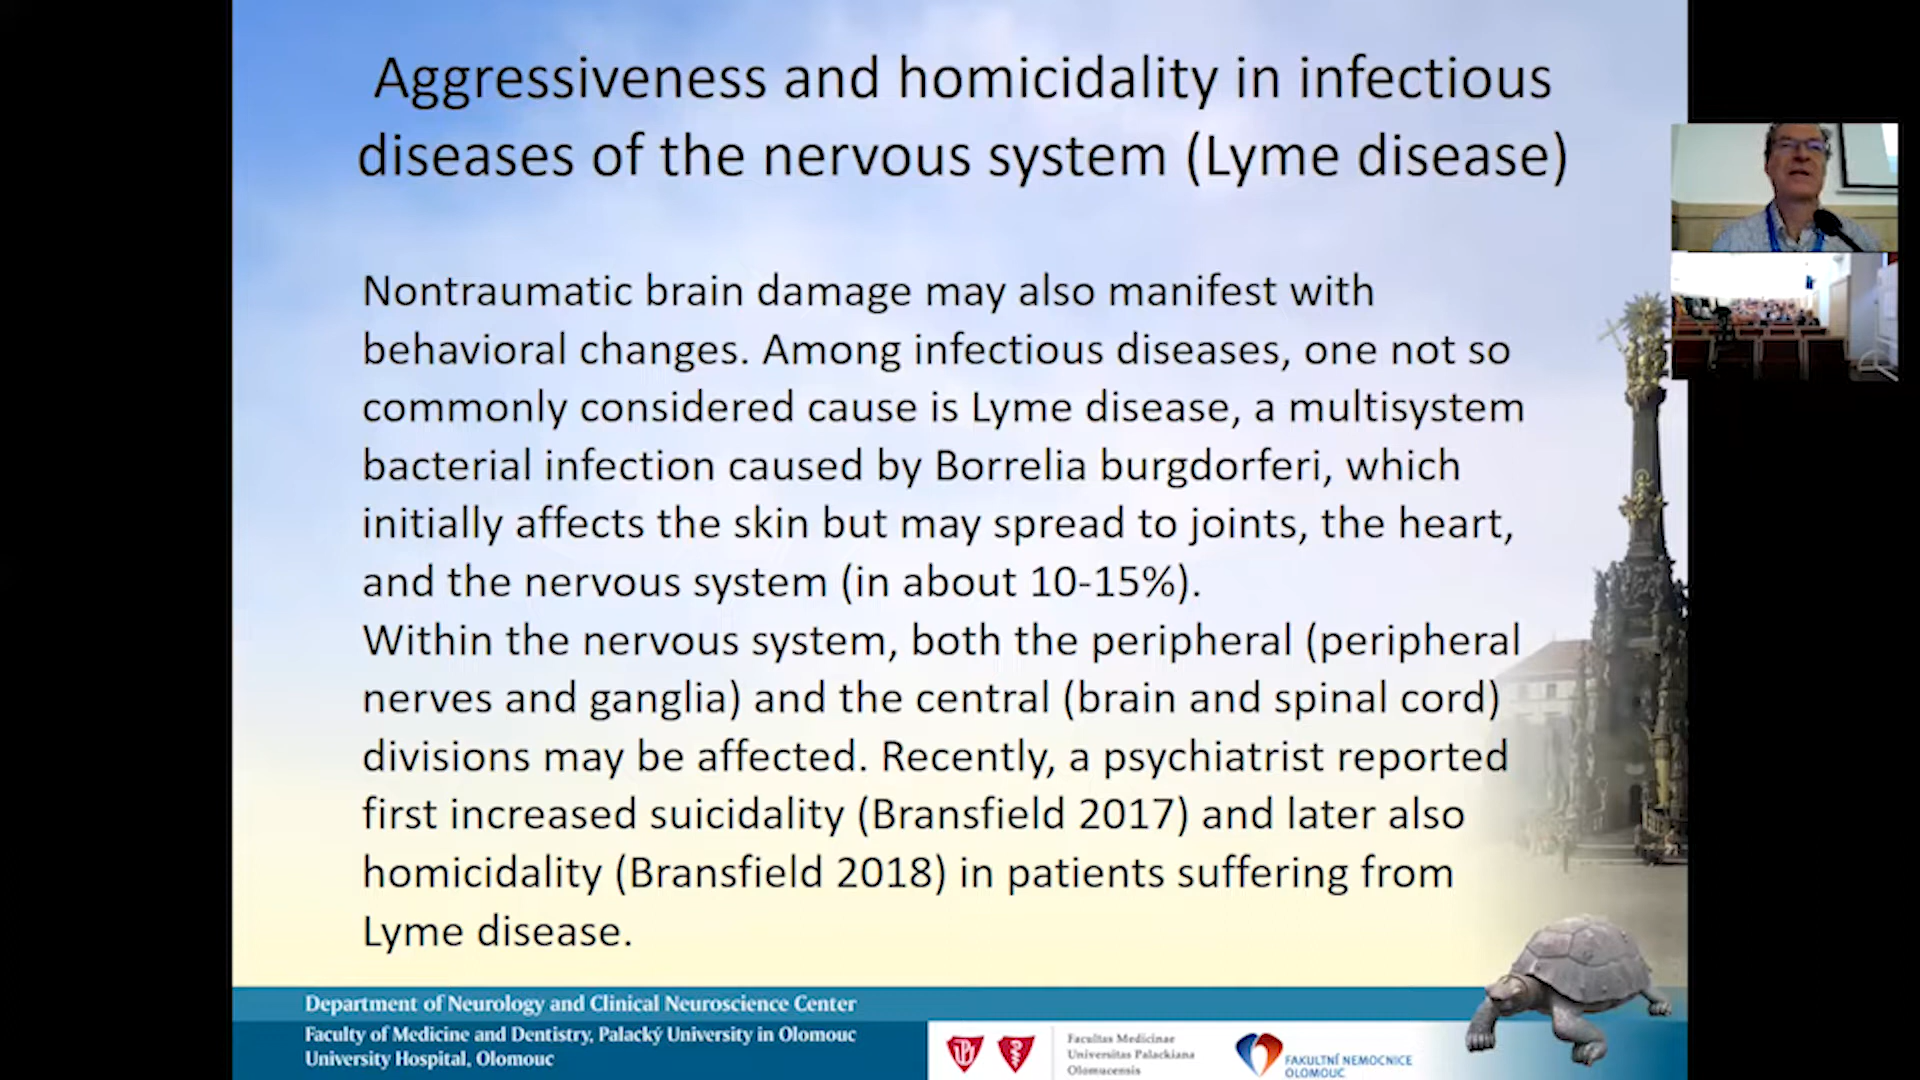 Aggressiveness and homicidality in infectious
diseases of the nervous system (Lyme disease)
Nontraumatic brain damage may also manifest with
behavioral changes. Among infectious diseases, one not so
commonly considered cause is Lyme disease, a multisystem
bacterial infection caused by Borrelia burgdorferi, which
initially affects the skin but may spread to joints, the heart,
and the nervous system (in about 10-15%).
Within the nervous system, both the peripheral (peripheral
nerves and ganglia) and the central (brain and spinal cord)
divisions may be affected. Recently, a psychiatrist reported
first increased suicidality (Bransfield 2017) and later also
homicidality (Bransfield 2018) in patients suffering from
Lyme disease.
Department of Neurology and Clinical Neuroscience Center
Faculty of Medicine and Dentistry, Palacký University in Olomouc
University Hospital, Olomouc
Facultas Medicinae
Universitas Palackiana
Olomucensis
FAKULTNÍ NEMOCNICE
OLOMOUC